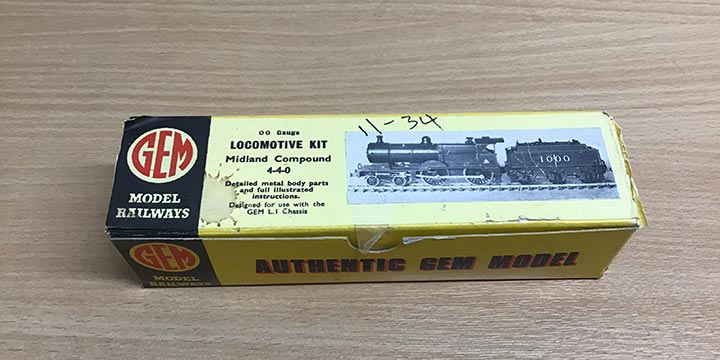 GEM
MODEL
RAILWAYS
OO Gauge
LOCOMOTIVE KIT
Midland Compound
4-4-0
Detailed metal body parts
and full illustrated
instructions.
Designed for use with the
GEM L.1 Chassis
11-34
1000
GEM
MODEL
RAILWAYS
AUTHENTIC GEM MODEL